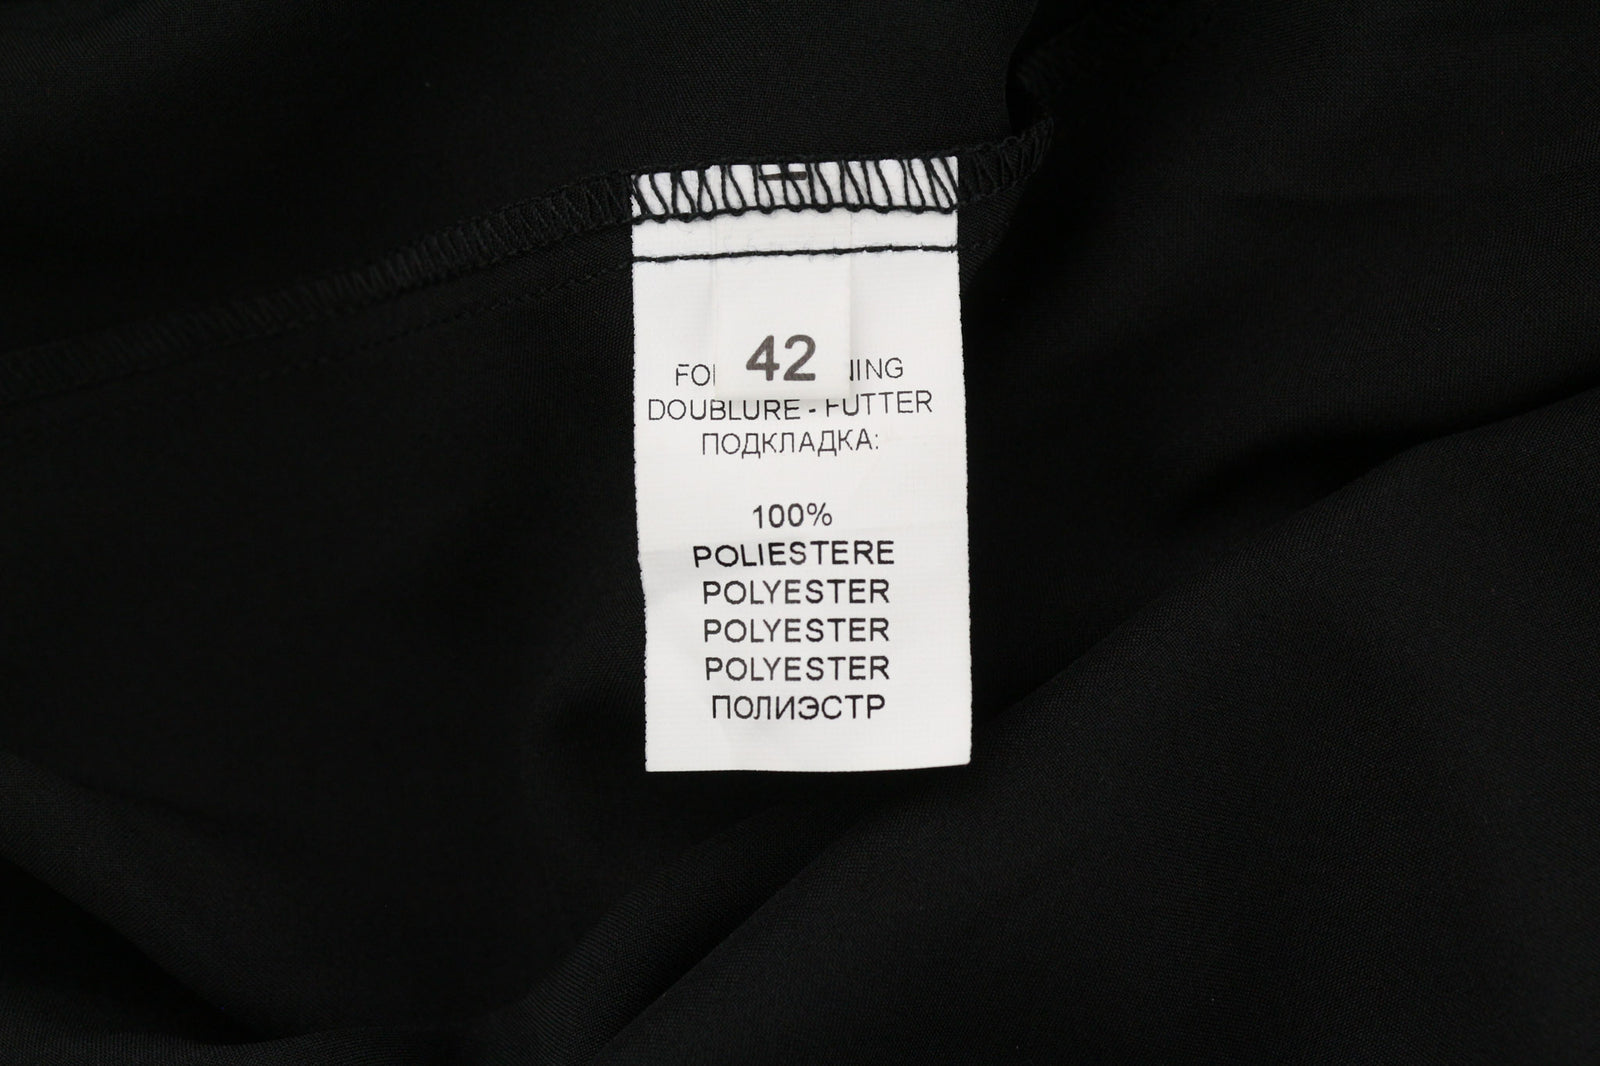 42
DOUBLURE - FUTTER
ПОДКЛАДКА:
100%
POLIESTERE
POLYESTER
POLYESTER
POLYESTER
ПОЛИЭСТР